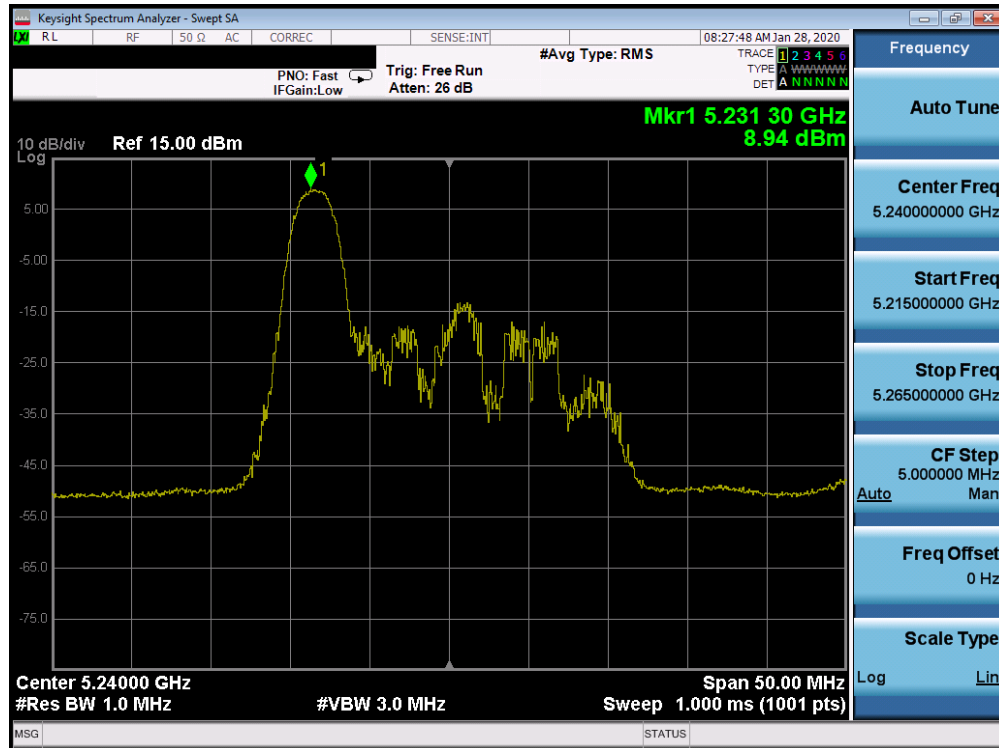 Keysight Spectrum Analyzer - Swept SA
LXI RL RF 50 Ω AC CORREC SENSE:INT 08:27:48 AM Jan 28, 2020
#Avg Type: RMS TRACE 1 2 3 4 5 6
PNO: Fast Trig: Free Run TYPE A WWWWW
IFGain:Low Atten: 26 dB DET A N N N N N
Mkr1 5.231 30 GHz
8.94 dBm
10 dB/div Ref 15.00 dBm
Log
1
5.00
-5.00
-15.0
-25.0
-35.0
-45.0
-55.0
-65.0
-75.0
Center 5.24000 GHz Span 50.00 MHz
#Res BW 1.0 MHz #VBW 3.0 MHz Sweep 1.000 ms (1001 pts)
MSG STATUS
Frequency
Auto Tune
Center Freq
5.240000000 GHz
Start Freq
5.215000000 GHz
Stop Freq
5.265000000 GHz
CF Step
5.000000 MHz
Auto Man
Freq Offset
0 Hz
Scale Type
Log Lin